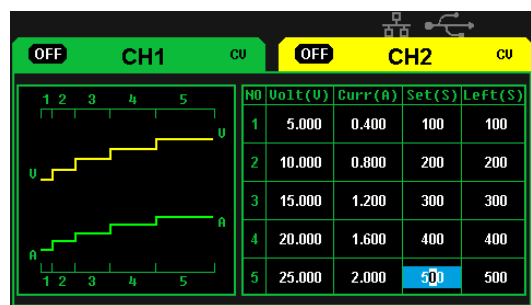 OFF CH1 CV OFF CH2 CV
1 2 3 4 5
V
V
A
A
1 2 3 4 5
NO Volt(V) Curr(A) Set(S) Left(S)
1 5.000 0.400 100 100
2 10.000 0.800 200 200
3 15.000 1.200 300 300
4 20.000 1.600 400 400
5 25.000 2.000 500 500